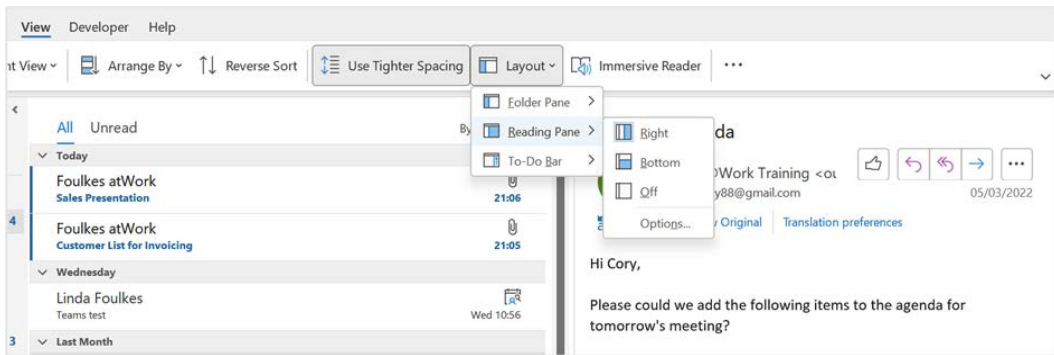 View Developer Help
nt View Arrange By Reverse Sort Use Tighter Spacing Layout Immersive Reader ...
Folder Pane
All Unread By Reading Pane Right da
Today To-Do Bar Bottom
Foulkes atWork Work Training <ou
Sales Presentation 21:06 Off y88@gmail.com 05/03/2022
4 Foulkes atWork Options... Original Translation preferences
Customer List for Invoicing 21:05
Wednesday Hi Cory,
Linda Foulkes
Teams test Wed 10:56 Please could we add the following items to the agenda for
tomorrow's meeting?
3 Last Month